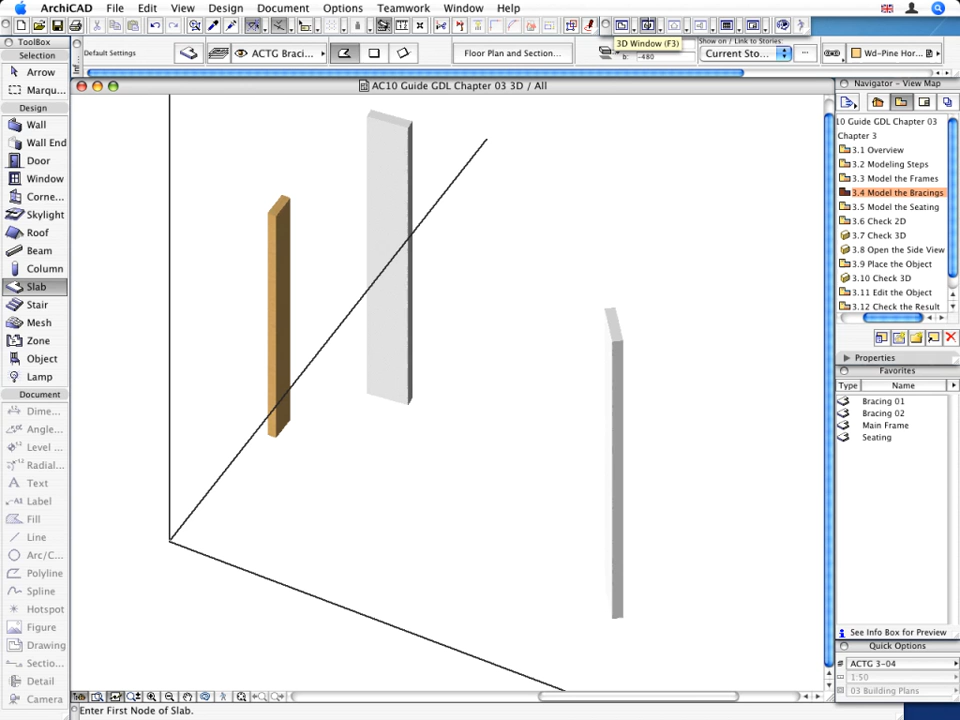 ArchiCAD File Edit View Design Document Options Teamwork Window Help
3D Window (F3)
ToolBox
Selection
Arrow
Marqu...
Design
Wall
Wall End
Door
Window
Corne...
Skylight
Roof
Beam
Column
Slab
Stair
Mesh
Zone
Object
Lamp
Document
Dime...
Angle...
Level ...
Radial...
Text
Label
Fill
Line
Arc/C...
Polyline
Spline
Hotspot
Figure
Drawing
Sectio...
Detail
Camera
Default Settings
ACTG Braci...
Floor Plan and Section...
b: -480
Show on / Link to Stories:
Current Sto...
Wd-Pine Hor...
AC10 Guide GDL Chapter 03 3D / All
Navigator - View Map
10 Guide GDL Chapter 03
Chapter 3
3.1 Overview
3.2 Modeling Steps
3.3 Model the Frames
3.4 Model the Bracings
3.5 Model the Seating
3.6 Check 2D
3.7 Check 3D
3.8 Open the Side View
3.9 Place the Object
3.10 Check 3D
3.11 Edit the Object
3.12 Check the Result
Properties
Favorites
Type Name
Bracing 01
Bracing 02
Main Frame
Seating
See Info Box for Preview
Quick Options
ACTG 3-04
1:50
03 Building Plans
Enter First Node of Slab.